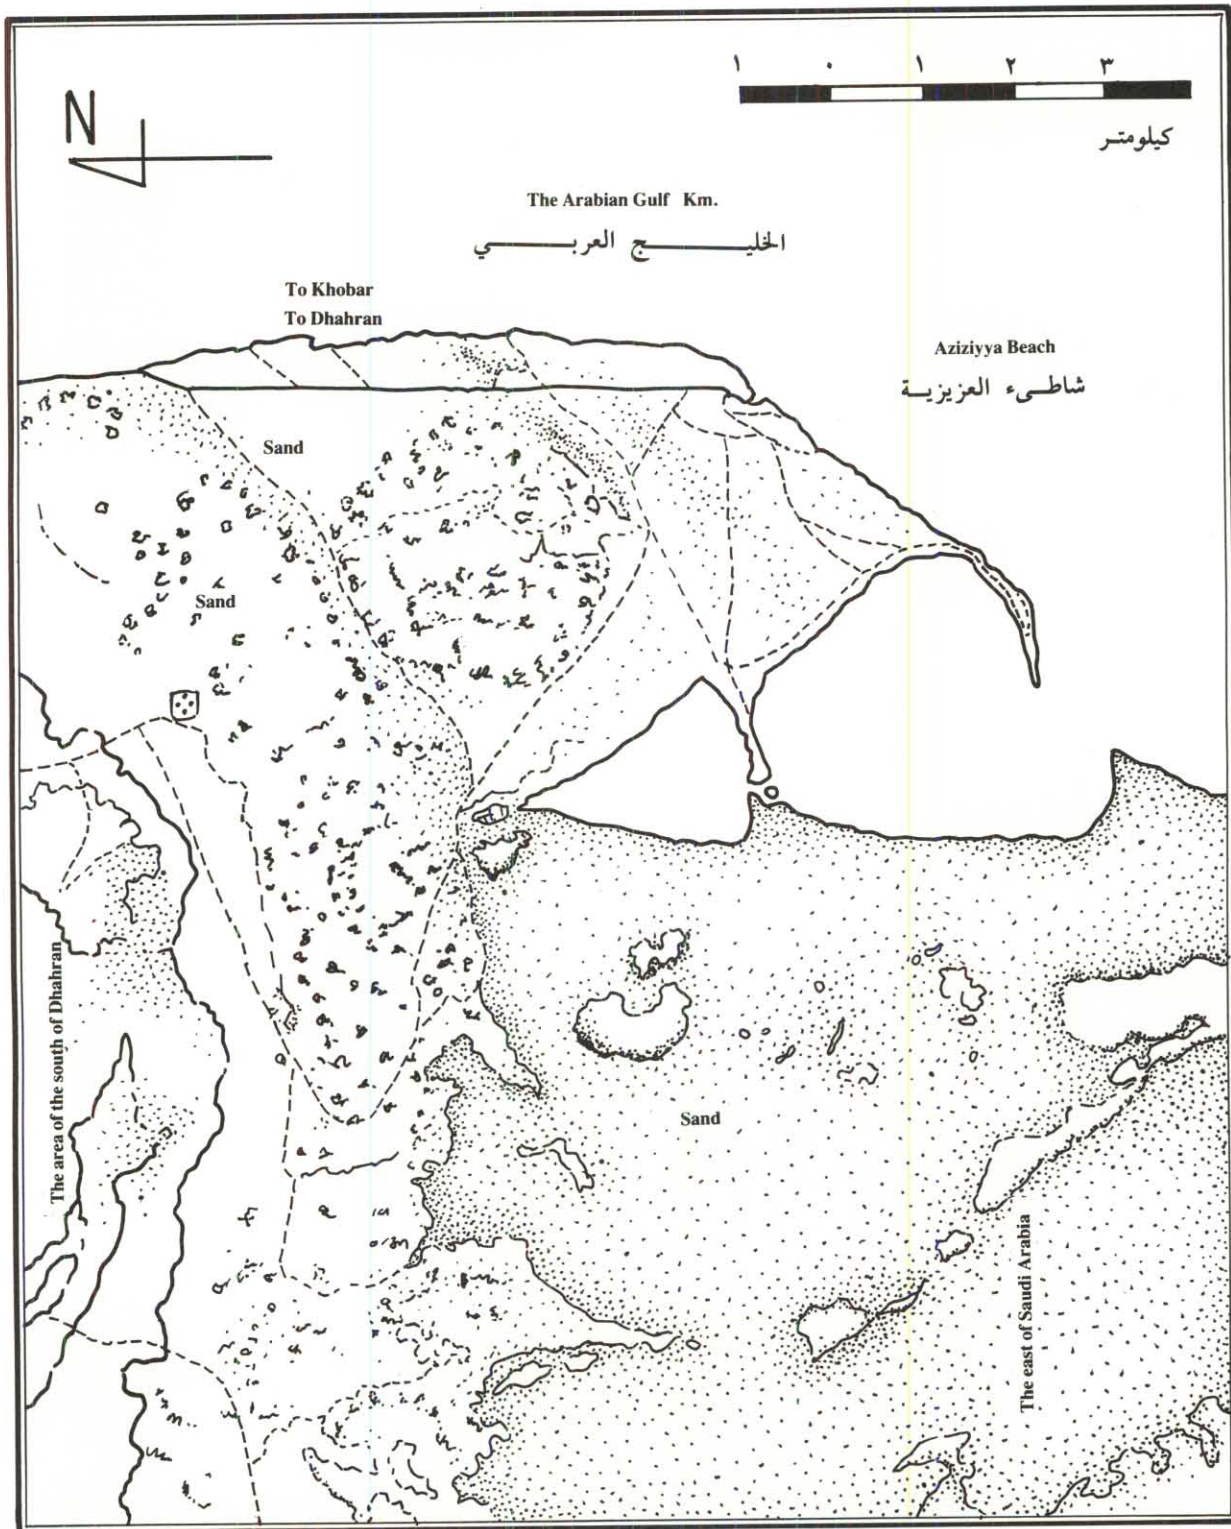 N
١ ٠ ١ ٢ ٣
كيلومتـر
The Arabian Gulf Km.
الخليـــــج العربـــــي
To Khobar
To Dhahran
Aziziyya Beach
شاطـىء العزيزيـة
Sand
Sand
The area of the south of Dhahran
Sand
The east of Saudi Arabia